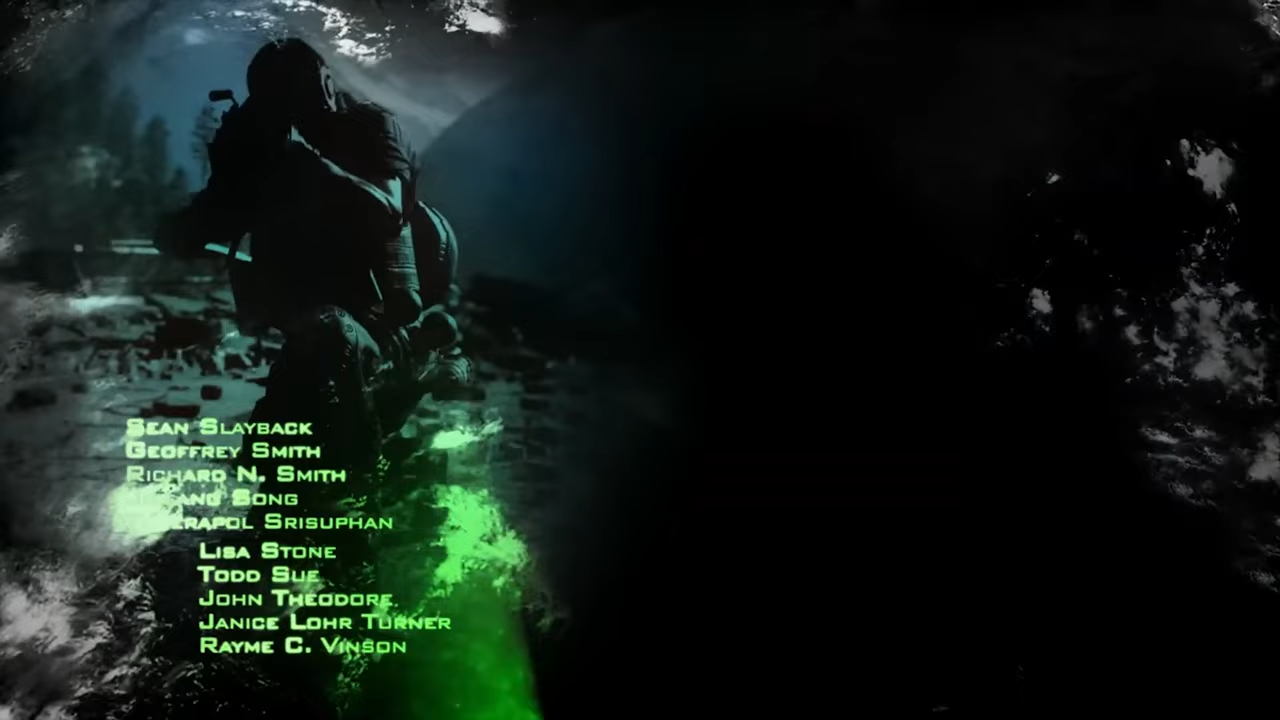 Sean Slayback
Geoffrey Smith
Richard N. Smith
Song
Srisuphan
Lisa Stone
Todd Sue
John Theodore
Janice Lohr Turner
Rayme C. Vinson